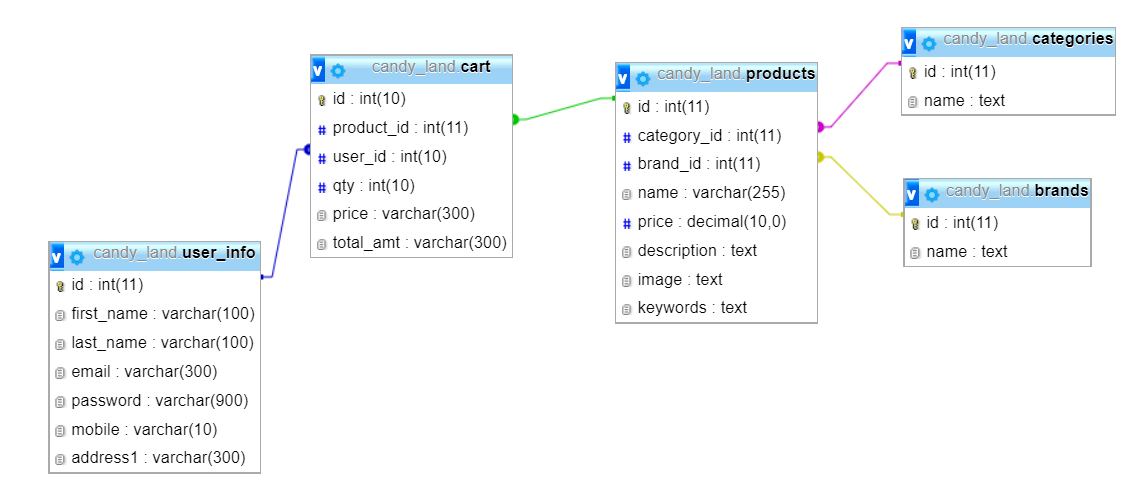 candy_land.user_info
id : int(11)
first_name : varchar(100)
last_name : varchar(100)
email : varchar(300)
password : varchar(900)
mobile : varchar(10)
address1 : varchar(300)
v candy_land.cart
id : int(10)
product_id : int(11)
user_id : int(10)
qty : int(10)
price : varchar(300)
total_amt : varchar(300)
v candy_land.products
id : int(11)
category_id : int(11)
brand_id : int(11)
name : varchar(255)
price : decimal(10,0)
description : text
image : text
keywords : text
v candy_land.categories
id : int(11)
name : text
v candy_land.brands
id : int(11)
name : text